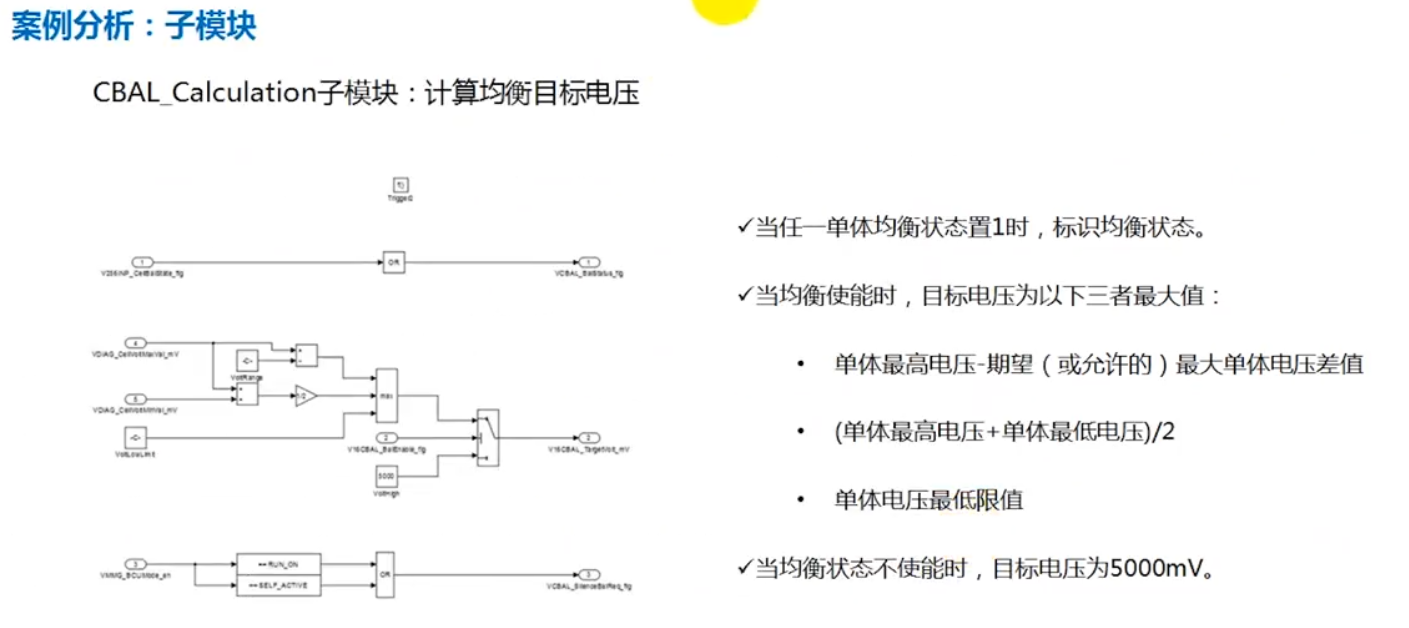 案例分析：子模块
CBAL_Calculation子模块：计算均衡目标电压
f()
1
OR
1
VCBAL_BalStatus_flg
4
VDIAG_CellVoltMaxVal_mV
-C-
VoltRange
5
VDIAG_CellVoltMinVal_mV
1/2
max
-C-
VoltLowLimit
2
V16CBAL_BalEnable_flg
2
V16CBAL_TargetVolt_mV
5000
VoltHigh
3
== RUN_ON
== SELF_ACTIVE
OR
3
✓当任一单体均衡状态置1时，标识均衡状态。
✓当均衡使能时，目标电压为以下三者最大值：
• 单体最高电压-期望（或允许的）最大单体电压差值
• (单体最高电压+单体最低电压)/2
• 单体电压最低限值
✓当均衡状态不使能时，目标电压为5000mV。